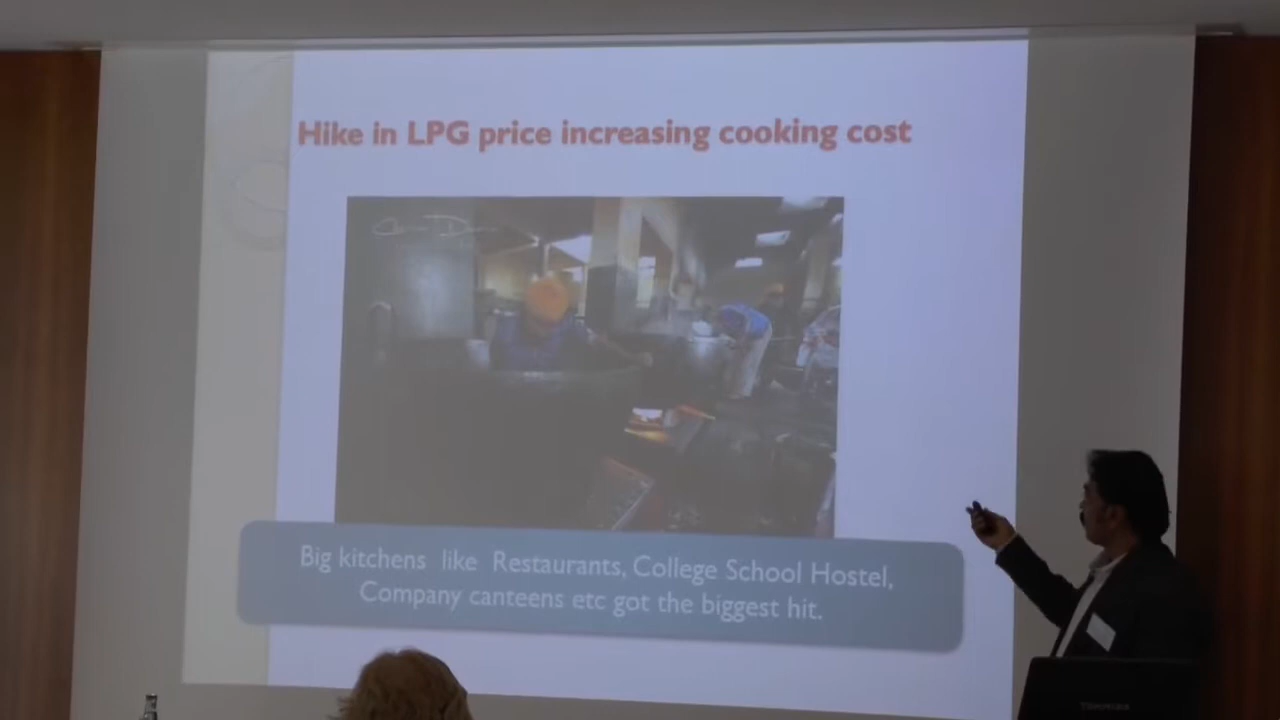 Hike in LPG price increasing cooking cost
Big kitchens like Restaurants, College School Hostel,
Company canteens etc got the biggest hit.
TOSHIBA